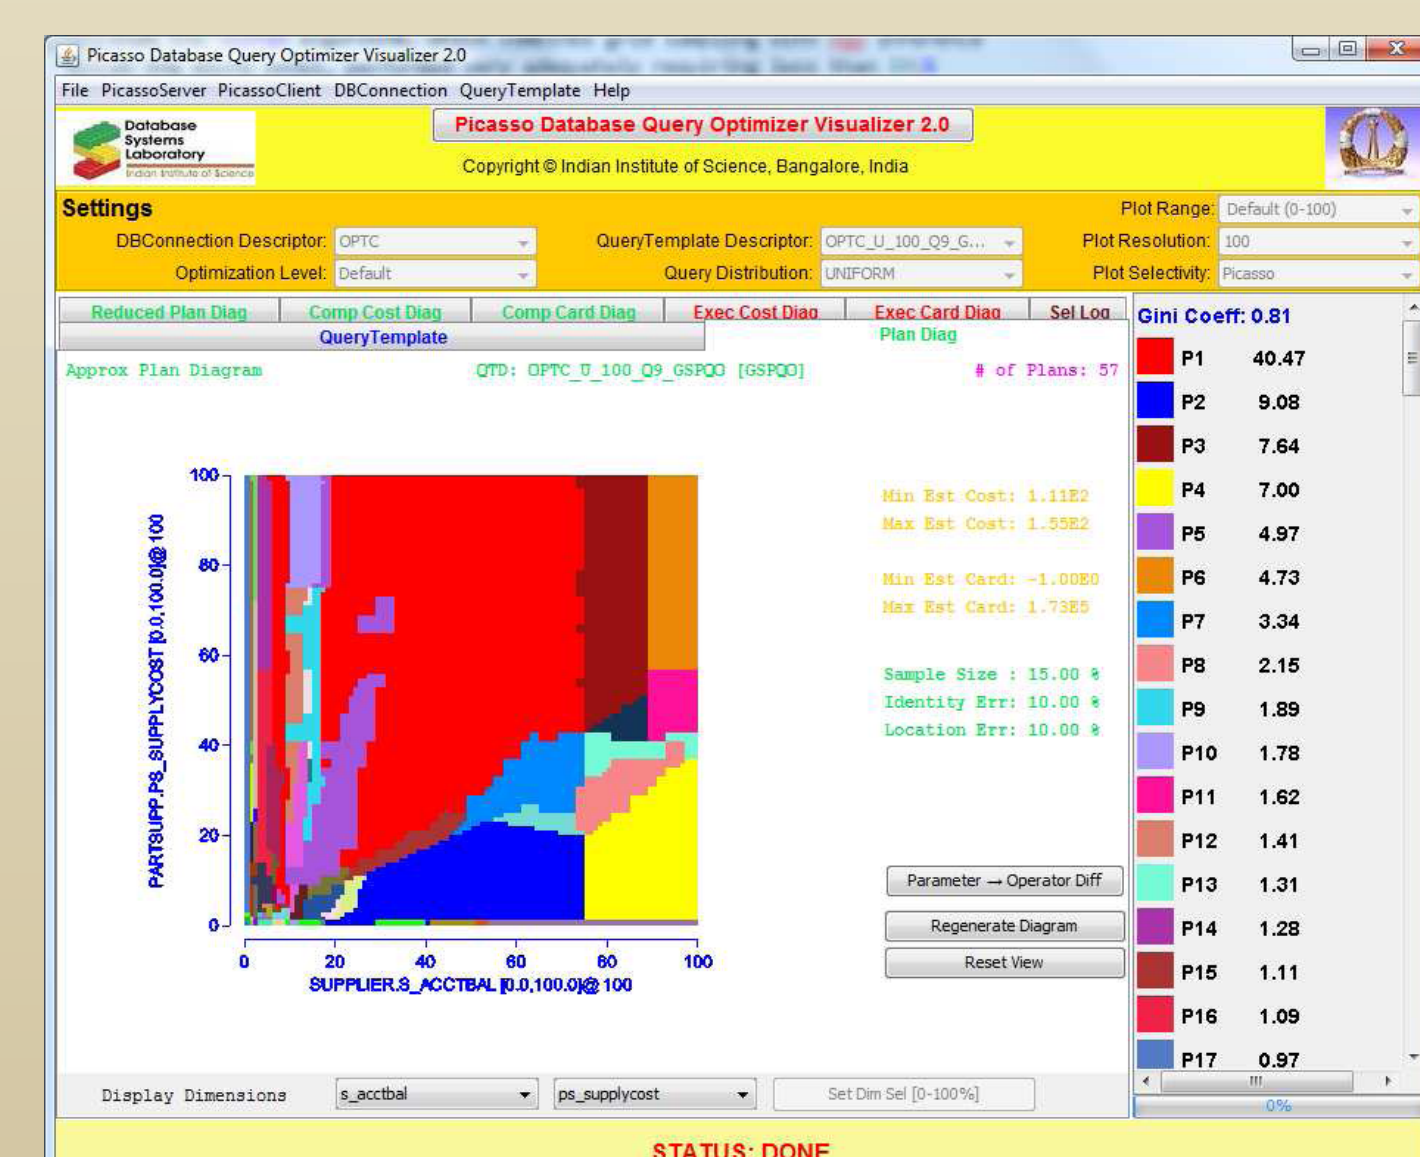 Picasso Database Query Optimizer Visualizer 2.0
File PicassoServer PicassoClient DBConnection QueryTemplate Help
Database
Systems
Laboratory
Indian Institute of Science
Picasso Database Query Optimizer Visualizer 2.0
Copyright © Indian Institute of Science, Bangalore, India
Settings
Plot Range: Default (0-100)
DBConnection Descriptor: OPTC
QueryTemplate Descriptor: OPTC_U_100_Q9_G...
Plot Resolution: 100
Optimization Level: Default
Query Distribution: UNIFORM
Plot Selectivity: Picasso
Reduced Plan Diag
Comp Cost Diag
Comp Card Diag
Exec Cost Diag
Exec Card Diag
Sel Log
QueryTemplate
Plan Diag
Approx Plan Diagram
QTD: OPTC_U_100_Q9_GSPQO [GSPQO]
# of Plans: 57
100
80
60
40
20
0
PARTSUPP.PS_SUPPLYCOST [0.0,100.0]@100
0 20 40 60 80 100
SUPPLIER.S_ACCTBAL [0.0,100.0]@100
Min Est Cost: 1.11E2
Max Est Cost: 1.55E2
Min Est Card: -1.00E0
Max Est Card: 1.73E5
Sample Size : 15.00 %
Identity Err: 10.00 %
Location Err: 10.00 %
Parameter → Operator Diff
Regenerate Diagram
Reset View
Display Dimensions
s_acctbal
ps_supplycost
Set Dim Sel [0-100%]
Gini Coeff: 0.81
P1 40.47
P2 9.08
P3 7.64
P4 7.00
P5 4.97
P6 4.73
P7 3.34
P8 2.15
P9 1.89
P10 1.78
P11 1.62
P12 1.41
P13 1.31
P14 1.28
P15 1.11
P16 1.09
P17 0.97
0%
STATUS: DONE